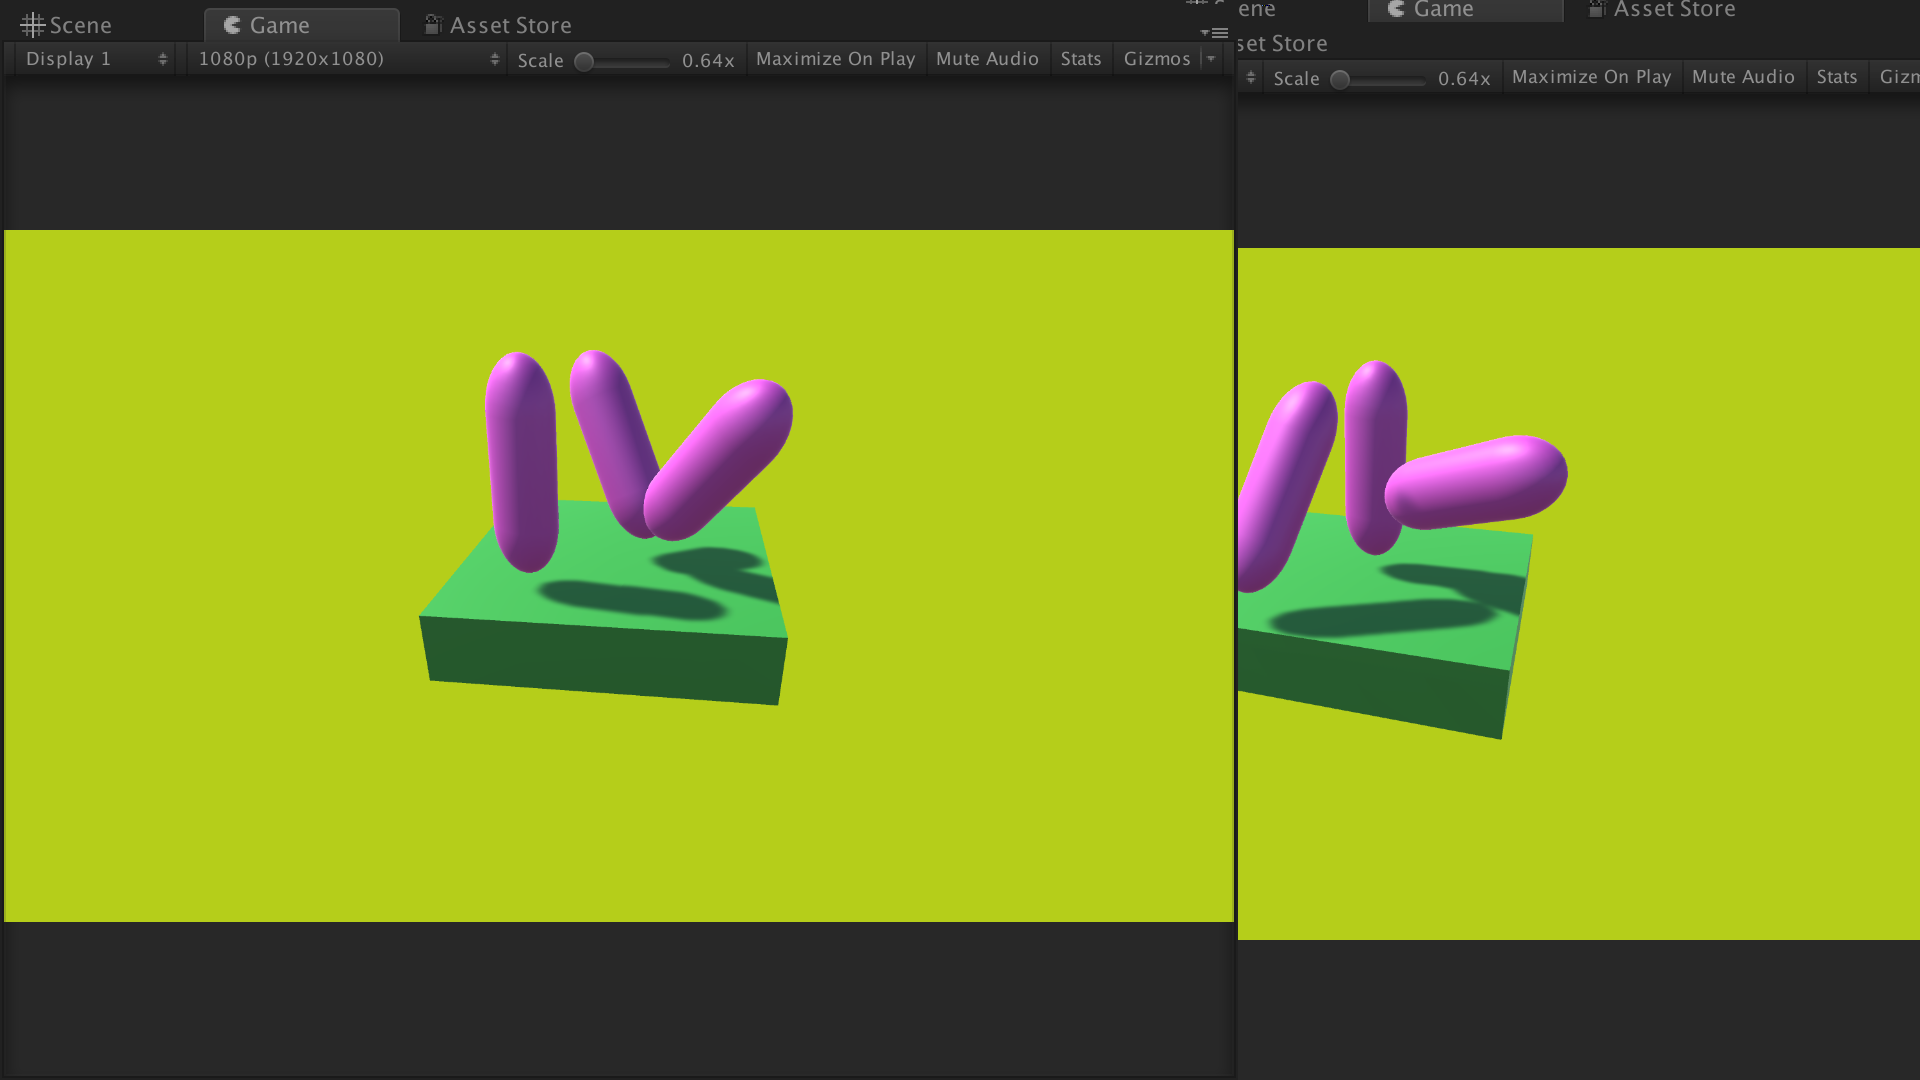 Scene Game Asset Store
Display 1 1080p (1920x1080) Scale 0.64x Maximize On Play Mute Audio Stats Gizmos
ene Game Asset Store
set Store
Scale 0.64x Maximize On Play Mute Audio Stats Gizm